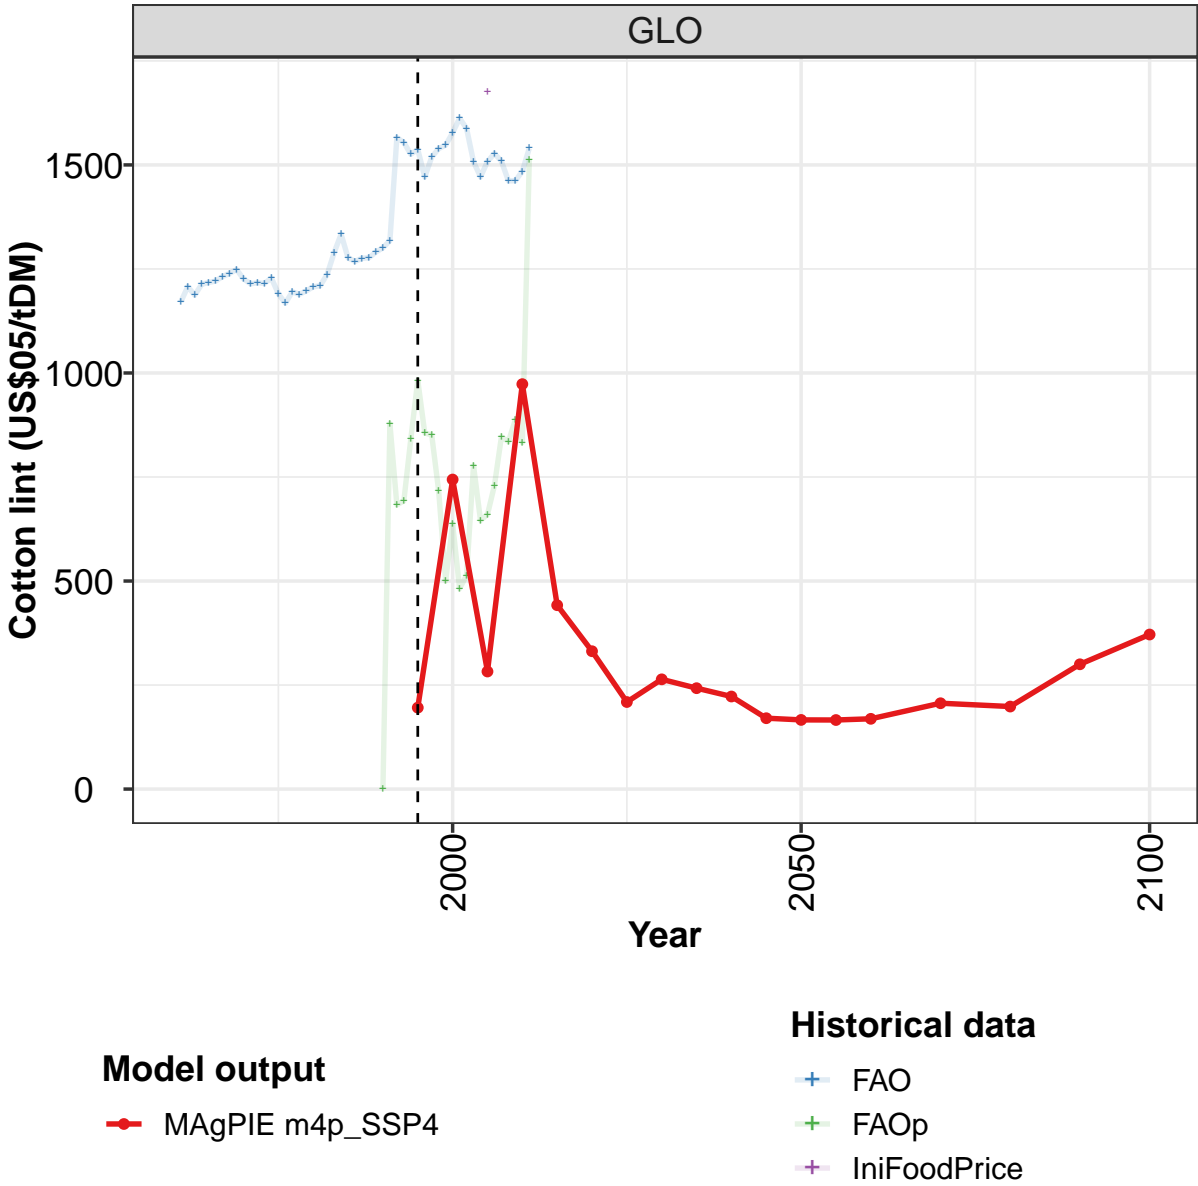 GLO
Cotton lint (US$05/tDM)
1500
1000
500
0
2000
2050
2100
Year
Model output
MAgPIE m4p_SSP4
Historical data
FAO
FAOp
IniFoodPrice